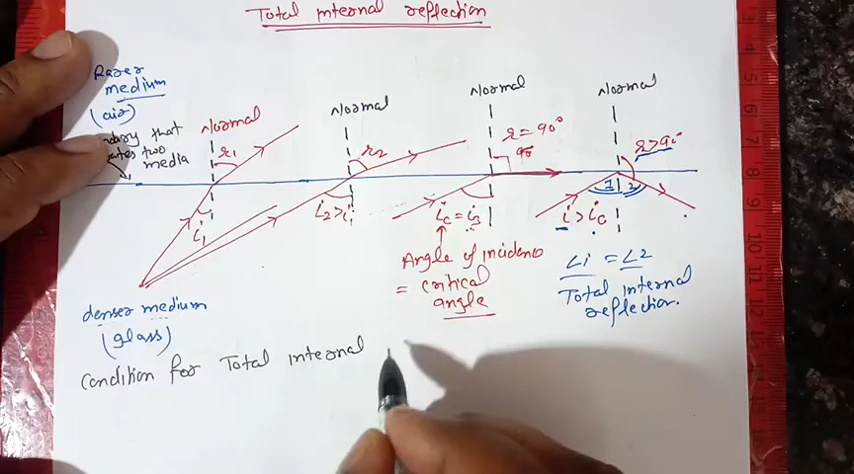 Total internal reflection
Rarer
medium
(air)
ndary that
ates two
media
Normal
Normal
Normal
Normal
r1
r2
r = 90°
90
r > 90°
i1
i2 > i1
ic = i3
i > ic
1 2
Angle of incidence
= critical
angle
∠i = ∠2
Total internal
reflection.
denser medium
(glass)
Condition for Total internal